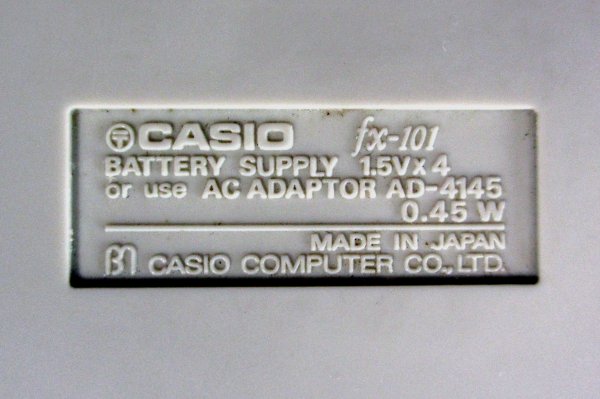 CASIO fx-101
BATTERY SUPPLY 1.5V x 4
or use AC ADAPTOR AD-4145
0.45 W
MADE IN JAPAN
CASIO COMPUTER CO., LTD.